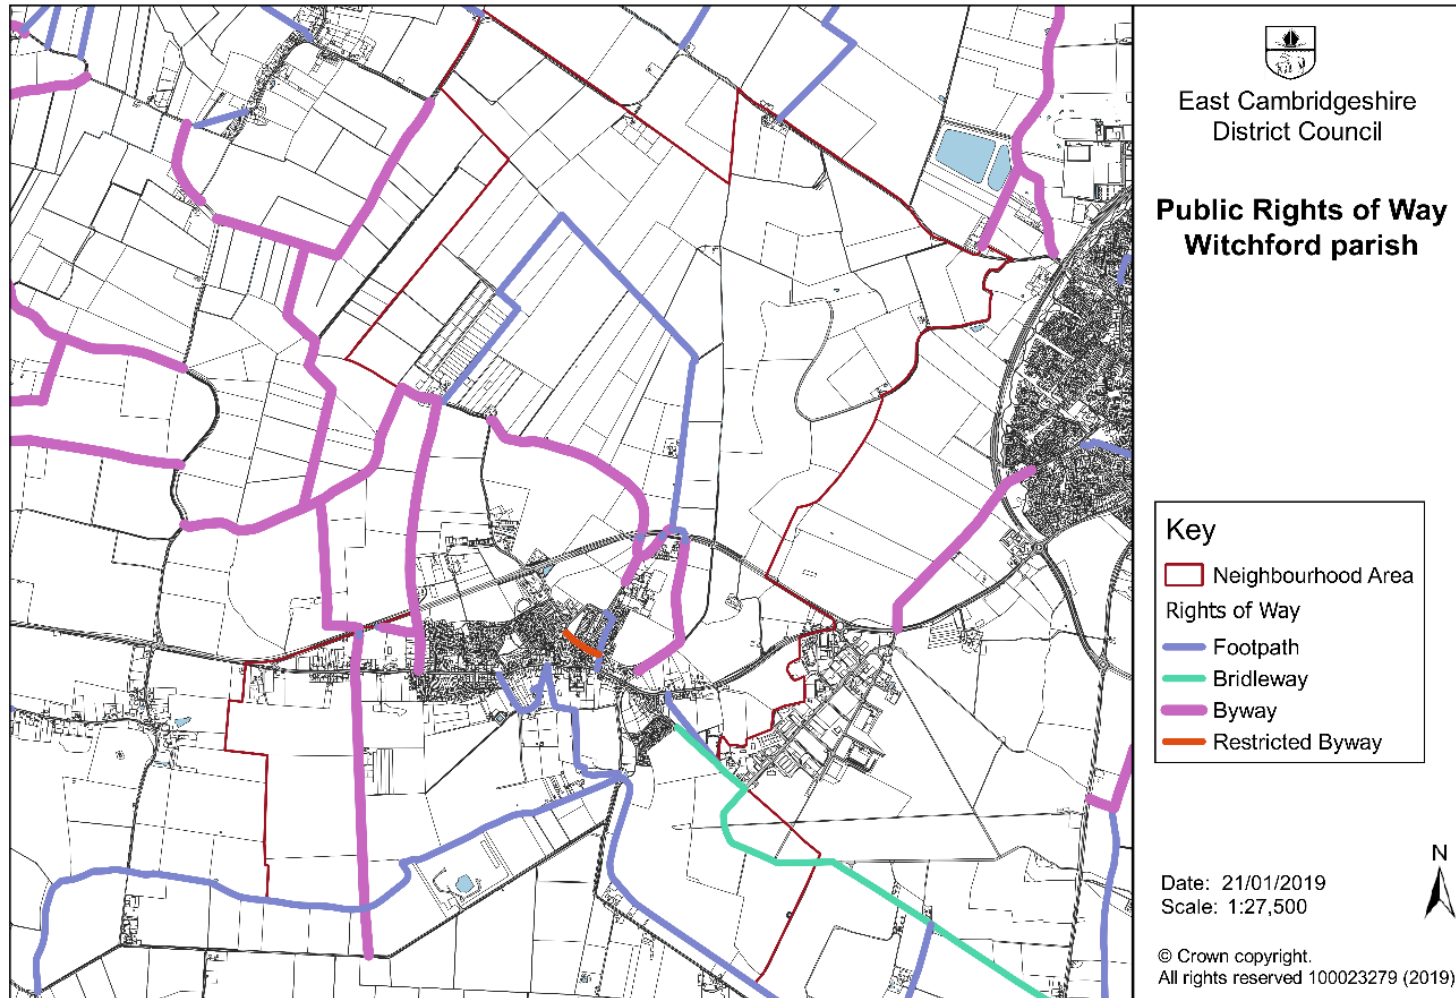 East Cambridgeshire
District Council
Public Rights of Way
Witchford parish
Key
Neighbourhood Area
Rights of Way
Footpath
Bridleway
Byway
Restricted Byway
N
Date: 21/01/2019
Scale: 1:27,500
© Crown copyright.
All rights reserved 100023279 (2019)